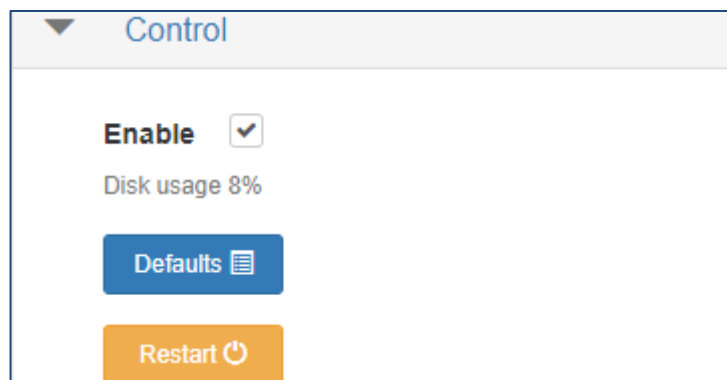 Control
Enable
Disk usage 8%
Defaults
Restart